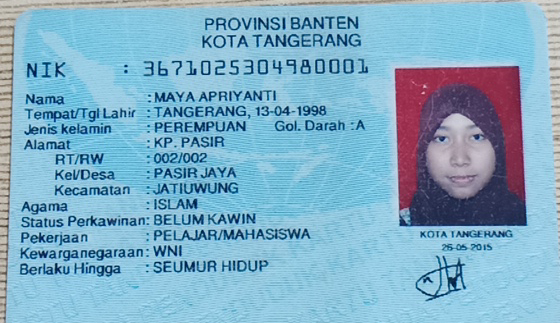 PROVINSI BANTEN
KOTA TANGERANG
NIK : 3671025304980001
Nama : MAYA APRIYANTI
Tempat/Tgl Lahir : TANGERANG, 13-04-1998
Jenis kelamin : PEREMPUAN Gol. Darah : A
Alamat : KP. PASIR
RT/RW : 002/002
Kel/Desa : PASIR JAYA
Kecamatan : JATIUWUNG
Agama : ISLAM
Status Perkawinan: BELUM KAWIN
Pekerjaan : PELAJAR/MAHASISWA
Kewarganegaraan: WNI
Berlaku Hingga : SEUMUR HIDUP
KOTA TANGERANG
26-05-2015